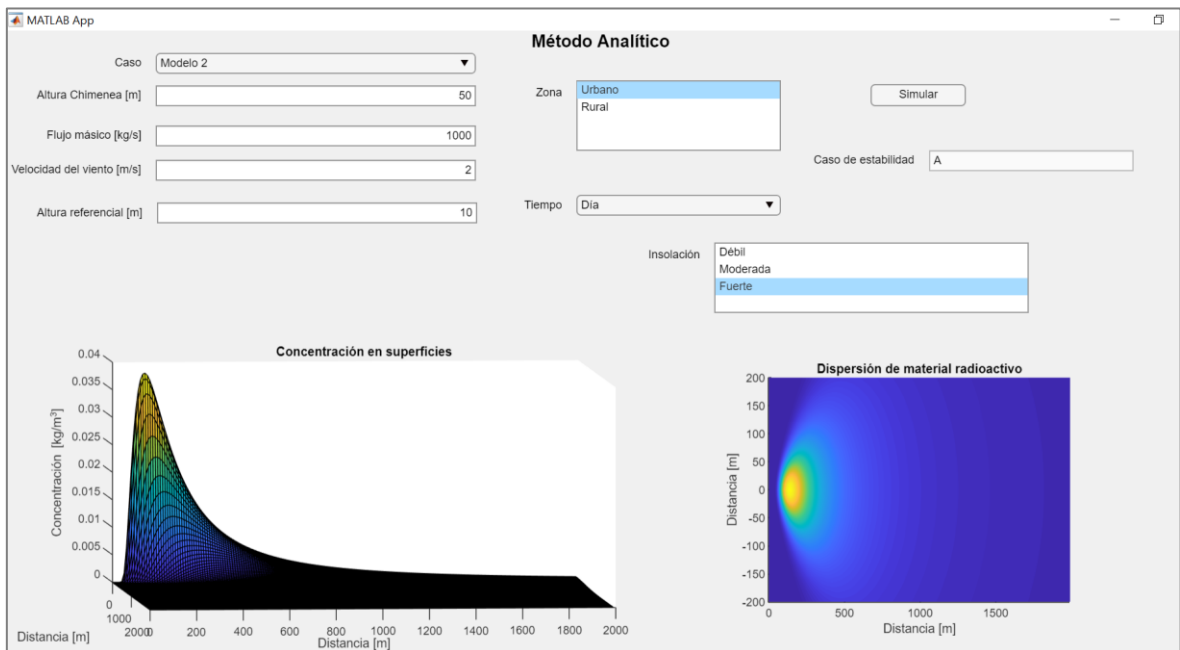 MATLAB App
Método Analítico
Caso
Modelo 2
Altura Chimenea [m]
50
Flujo másico [kg/s]
1000
Velocidad del viento [m/s]
2
Altura referencial [m]
10
Zona
Urbano
Rural
Simular
Caso de estabilidad
A
Tiempo
Día
Insolación
Débil
Moderada
Fuerte
Concentración en superficies
Concentración [kg/m³]
0.04
0.035
0.03
0.025
0.02
0.015
0.01
0.005
0
0
1000
2000
Distancia [m]
0
200
400
600
800
1000
1200
1400
1600
1800
2000
Distancia [m]
Dispersión de material radioactivo
Distancia [m]
200
150
100
50
0
-50
-100
-150
-200
0
500
1000
1500
Distancia [m]